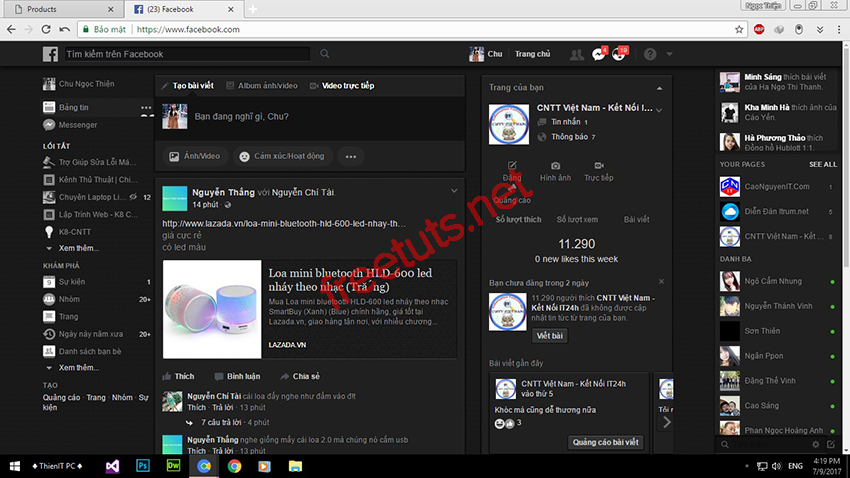 Ngọc Thiện
Products
(23) Facebook
Bảo mật
https://www.facebook.com
Tìm kiếm trên Facebook
Chu
Trang chủ
4
19
Chu Ngọc Thiện
Bảng tin
Messenger
LỐI TẮT
Trợ Giúp Sửa Lỗi Má...
Kênh Thủ Thuật | Chi...
Chuyên Laptop Li...
12
Lập Trình Web - K8 C...
K8-CNTT
Xem thêm...
KHÁM PHÁ
Sự kiện
1
Nhóm
20+
Trang
Ngày này năm xưa
20+
Danh sách bạn bè
Xem thêm...
TẠO
Quảng cáo · Trang · Nhóm · Sự
kiện
Tạo bài viết
Album ảnh/video
Video trực tiếp
Bạn đang nghĩ gì, Chu?
Ảnh/Video
Cảm xúc/Hoạt động
Nguyễn Thắng với Nguyễn Chí Tài.
14 phút
http://www.lazada.vn/loa-mini-bluetooth-hld-600-led-nhay-th...
giá cực rẻ
có led màu
Loa mini bluetooth HLD-600 led
nháy theo nhạc (Trắng)
Mua Loa mini bluetooth HLD-600 led nháy theo nhạc
SmartBuy (Xanh) (Blue) chính hãng, giá tốt tại
Lazada.vn, giao hàng tận nơi, với nhiều chương...
LAZADA.VN
Thích
Bình luận
Chia sẻ
Nguyễn Chí Tài cái loa đấy nghe như đấm vào đít
Thích · Trả lời · 13 phút
7 câu trả lời · 4 phút
Nguyễn Thắng nghe giống mấy cái loa 2.0 mà chúng nó cắm usb
Thích · Trả lời · 13 phút
Trang của bạn
CNTT Việt Nam - Kết Nối I...
Tin nhắn 1
Thông báo 7
Đăng
Hình ảnh
Trực tiếp
Quảng cáo
Số lượt thích
Số lượt xem
Bài viết
11.290
0 new likes this week
Bạn chưa đăng trong 2 ngày
11.290 người thích CNTT Việt Nam -
Kết Nối IT24h đã không được cập
nhật tin tức từ trang của bạn.
Viết bài
Bài viết gần đây
CNTT Việt Nam - Kết Nối IT24h
vào thứ 5
Khóc mà cũng dễ thương nữa
3
Quảng cáo bài viết
Tôi
Minh Sáng thích bài viết
của Ha Ngo Thi Thanh.
Kha Minh Hà thích ảnh của
Cáo Yến.
Hà Phương Thảo thích
Đồng hồ Hublott 1:1.
YOUR PAGES
SEE ALL
CaoNguyenIT.Com
1
Diễn Đàn Itrum.net
CNTT Việt Nam - Kết...
8
DANH BẠ
Ngô Cẩm Nhung
Nguyễn Thành Vinh
Sơn Thiên
Ngân Ppon
Đặng Thế Vinh
Cao Sáng
Phan Ngọc Hoàng Anh
freetuts.net
♦ ThienIT PC ♦
Ps
Dw
ENG
4:19 PM
7/9/2017